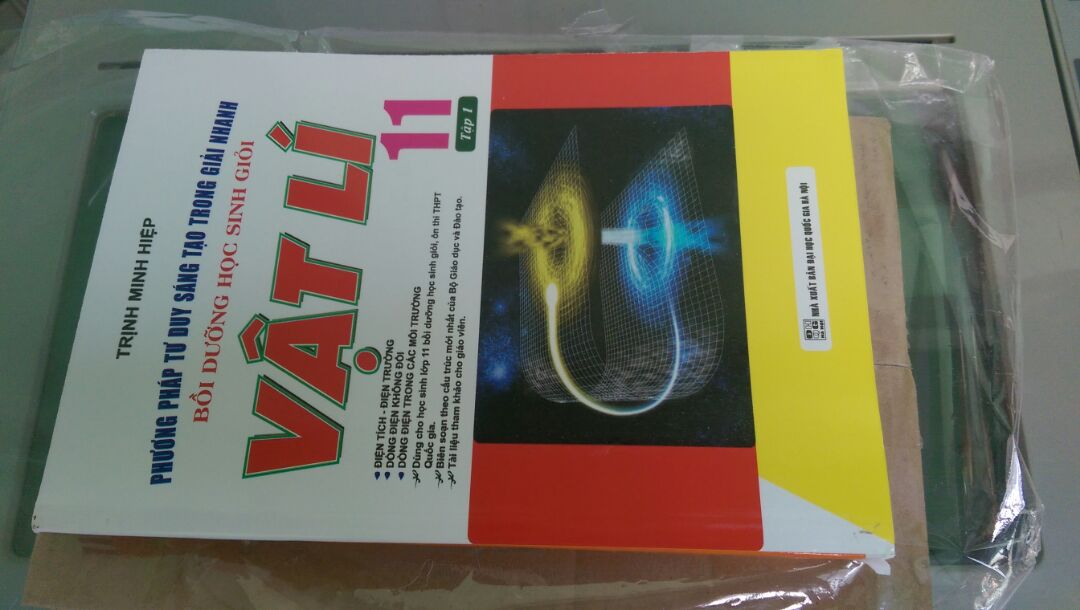 TRỊNH MINH HIỆP
PHƯƠNG PHÁP TƯ DUY SÁNG TẠO TRONG GIẢI NHANH
BỒI DƯỠNG HỌC SINH GIỎI
VẬT LÍ
11
Tập 1
ĐIỆN TÍCH - ĐIỆN TRƯỜNG
DÒNG ĐIỆN KHÔNG ĐỔI
DÒNG ĐIỆN TRONG CÁC MÔI TRƯỜNG
Dùng cho học sinh lớp 11 bồi dưỡng học sinh giỏi, ôn thi THPT
Quốc gia.
Biên soạn theo cấu trúc mới nhất của Bộ Giáo dục và Đào tạo.
Tài liệu tham khảo cho giáo viên.
NHÀ XUẤT BẢN ĐẠI HỌC QUỐC GIA HÀ NỘI